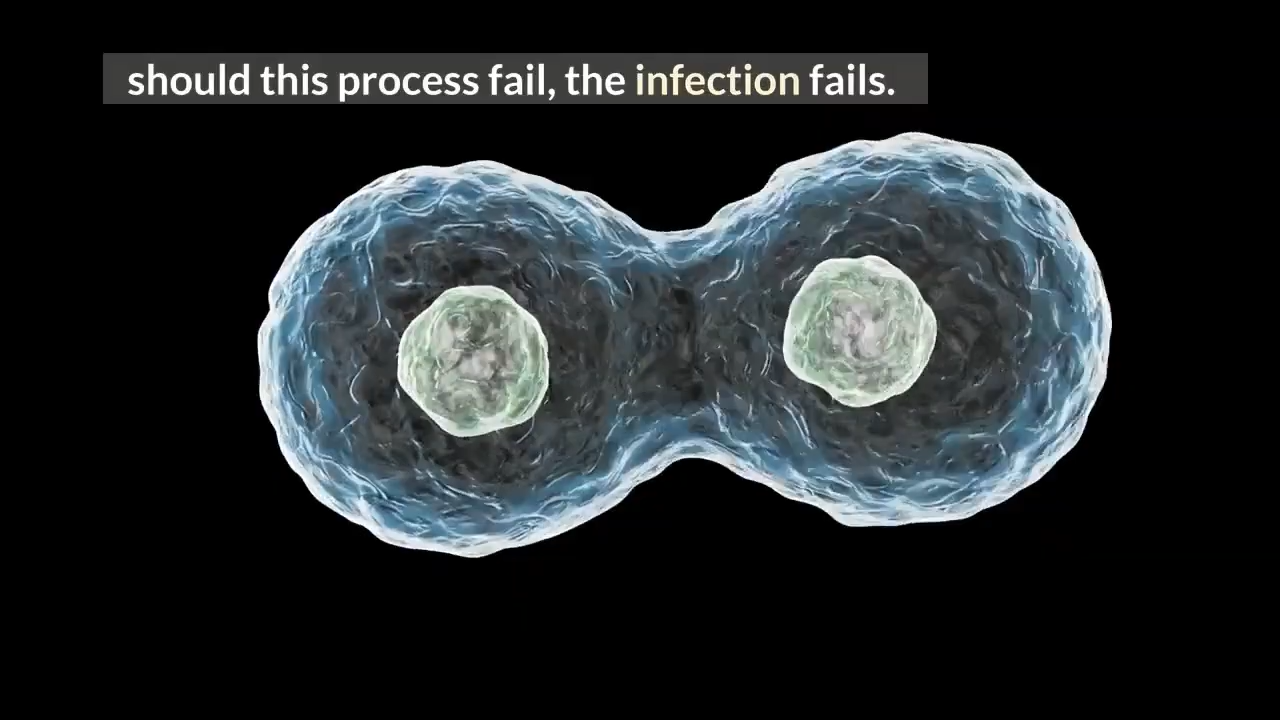 should this process fail, the infection fails.